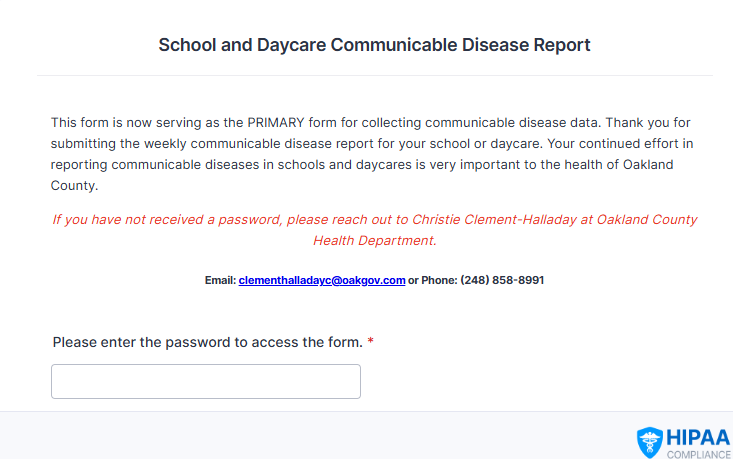 School and Daycare Communicable Disease Report
This form is now serving as the PRIMARY form for collecting communicable disease data. Thank you for
submitting the weekly communicable disease report for your school or daycare. Your continued effort in
reporting communicable diseases in schools and daycares is very important to the health of Oakland
County.
If you have not received a password, please reach out to Christie Clement-Halladay at Oakland County
Health Department.
Email: clementhalladayc@oakgov.com or Phone: (248) 858-8991
Please enter the password to access the form. *
HIPAA
COMPLIANCE